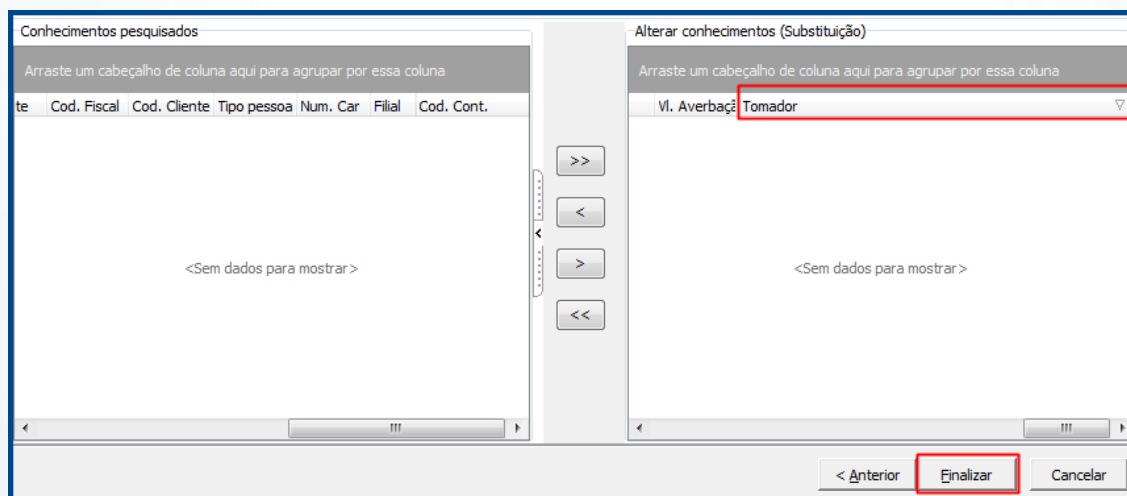 Conhecimentos pesquisados
Arraste um cabeçalho de coluna aqui para agrupar por essa coluna
te Cod. Fiscal Cod. Cliente Tipo pessoa Num. Car Filial Cod. Cont.
<Sem dados para mostrar>
>>
<
>
<<
Alterar conhecimentos (Substituição)
Arraste um cabeçalho de coluna aqui para agrupar por essa coluna
Vl. Averbaçã Tomador
<Sem dados para mostrar>
< Anterior Finalizar Cancelar